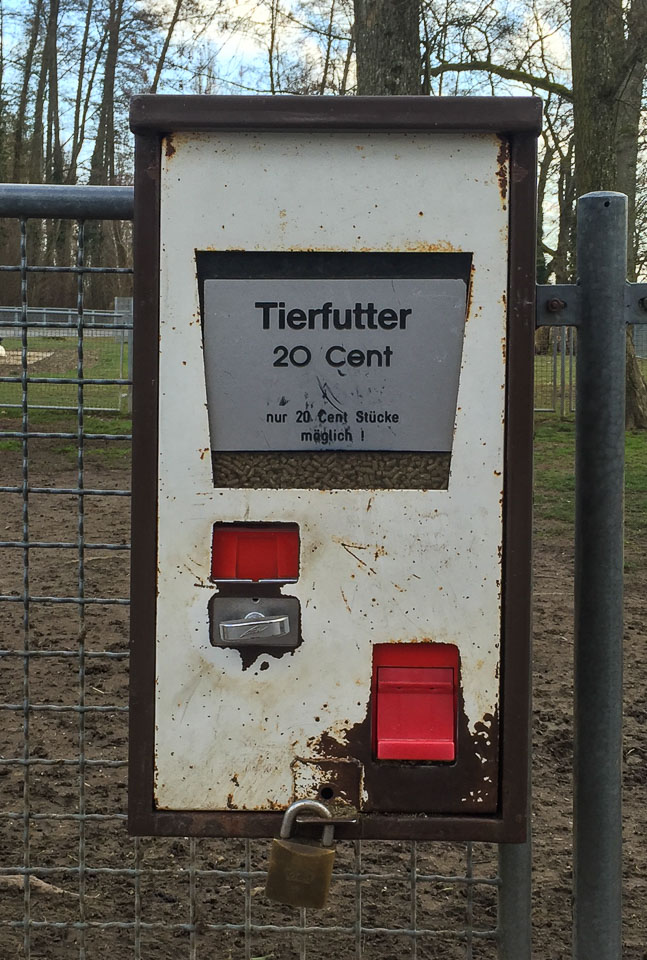 Tierfutter
20 Cent
nur 20 Cent Stücke
möglich !